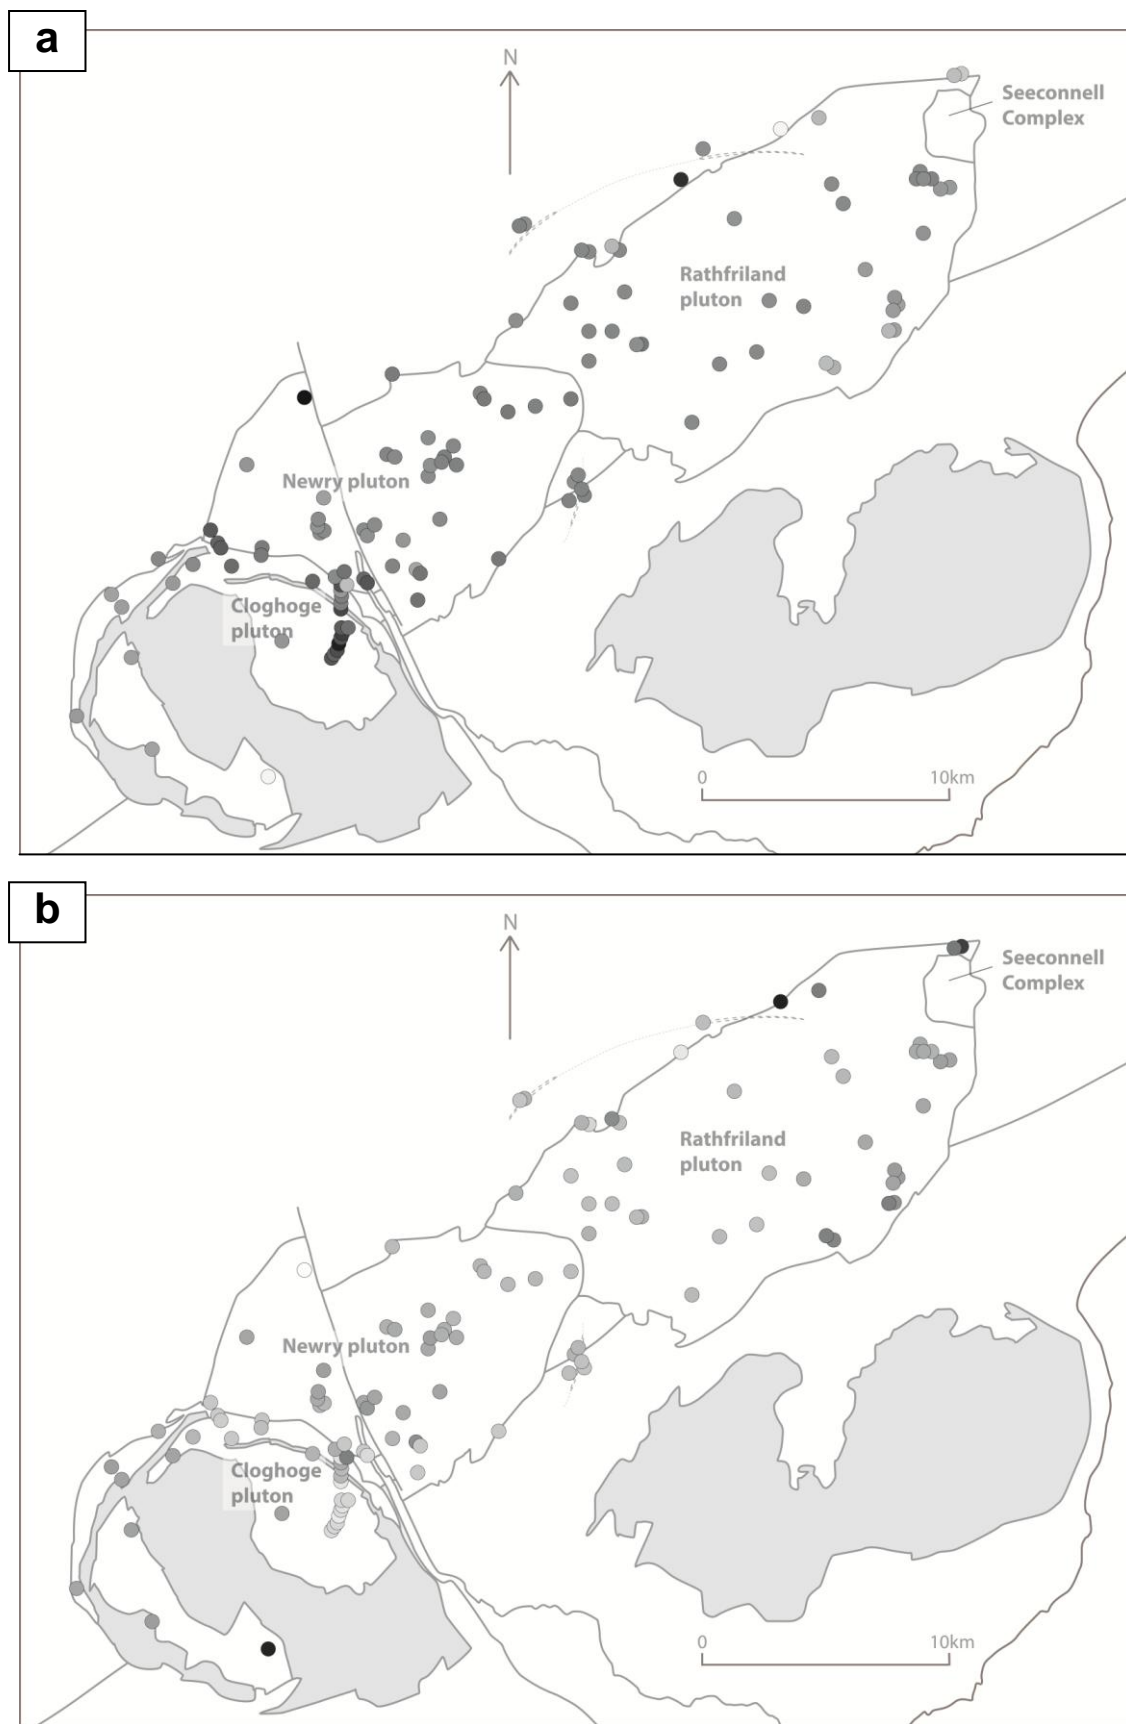 a
N
Seeconnell
Complex
Rathfriland
pluton
Newry pluton
Cloghoge
pluton
0 10km
b
N
Seeconnell
Complex
Rathfriland
pluton
Newry pluton
Cloghoge
pluton
0 10km